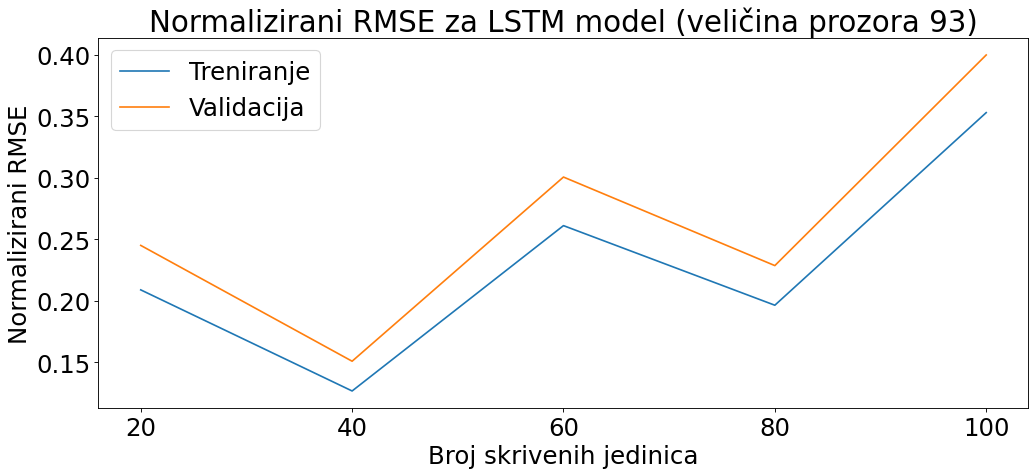 Normalizirani RMSE za LSTM model (veličina prozora 93)
Treniranje
Validacija
Normalizirani RMSE
0.40
0.35
0.30
0.25
0.20
0.15
20 40 60 80 100
Broj skrivenih jedinica